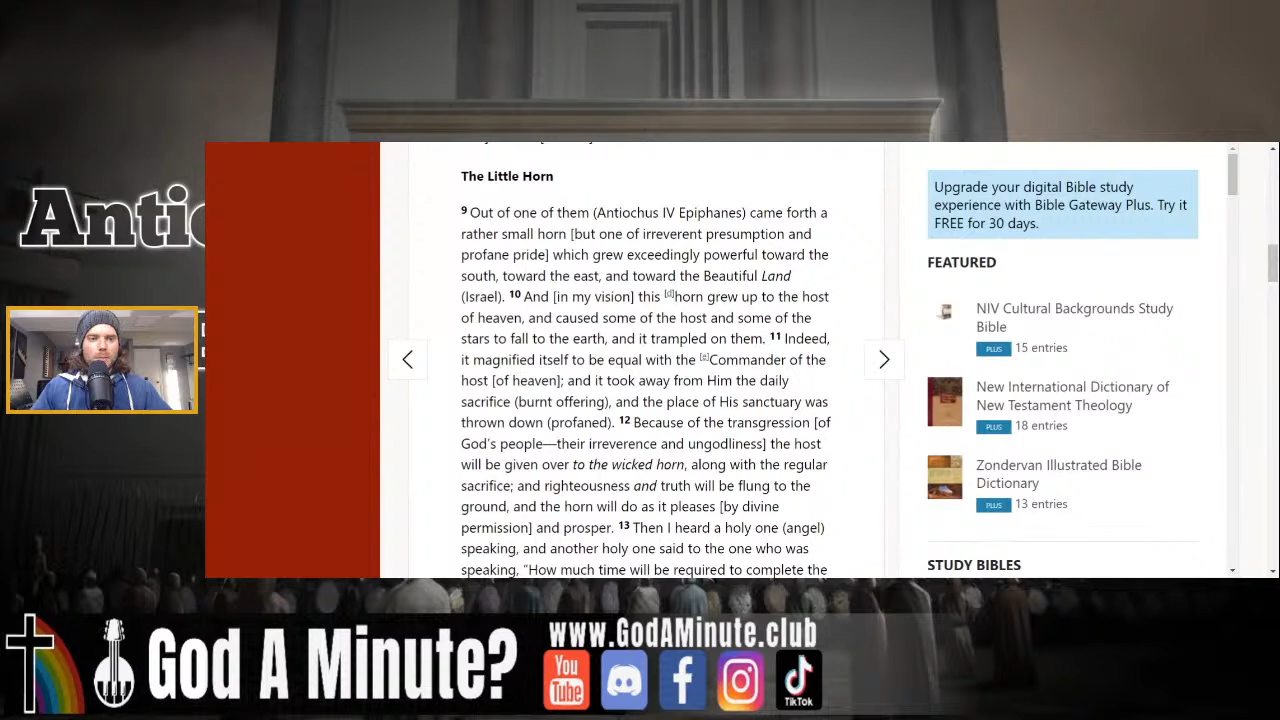 Antio
The Little Horn
9 Out of one of them (Antiochus IV Epiphanes) came forth a
rather small horn [but one of irreverent presumption and
profane pride] which grew exceedingly powerful toward the
south, toward the east, and toward the Beautiful Land
(Israel). 10 And [in my vision] this [d]horn grew up to the host
of heaven, and caused some of the host and some of the
stars to fall to the earth, and it trampled on them. 11 Indeed,
it magnified itself to be equal with the [e]Commander of the
host [of heaven]; and it took away from Him the daily
sacrifice (burnt offering), and the place of His sanctuary was
thrown down (profaned). 12 Because of the transgression [of
God's people—their irreverence and ungodliness] the host
will be given over to the wicked horn, along with the regular
sacrifice; and righteousness and truth will be flung to the
ground, and the horn will do as it pleases [by divine
permission] and prosper. 13 Then I heard a holy one (angel)
speaking, and another holy one said to the one who was
speaking, "How much time will be required to complete the
Upgrade your digital Bible study
experience with Bible Gateway Plus. Try it
FREE for 30 days.
FEATURED
NIV Cultural Backgrounds Study
Bible
PLUS 15 entries
New International Dictionary of
New Testament Theology
PLUS 18 entries
Zondervan Illustrated Bible
Dictionary
PLUS 13 entries
STUDY BIBLES
God A Minute?
www.GodAMinute.club
You
Tube
TikTok